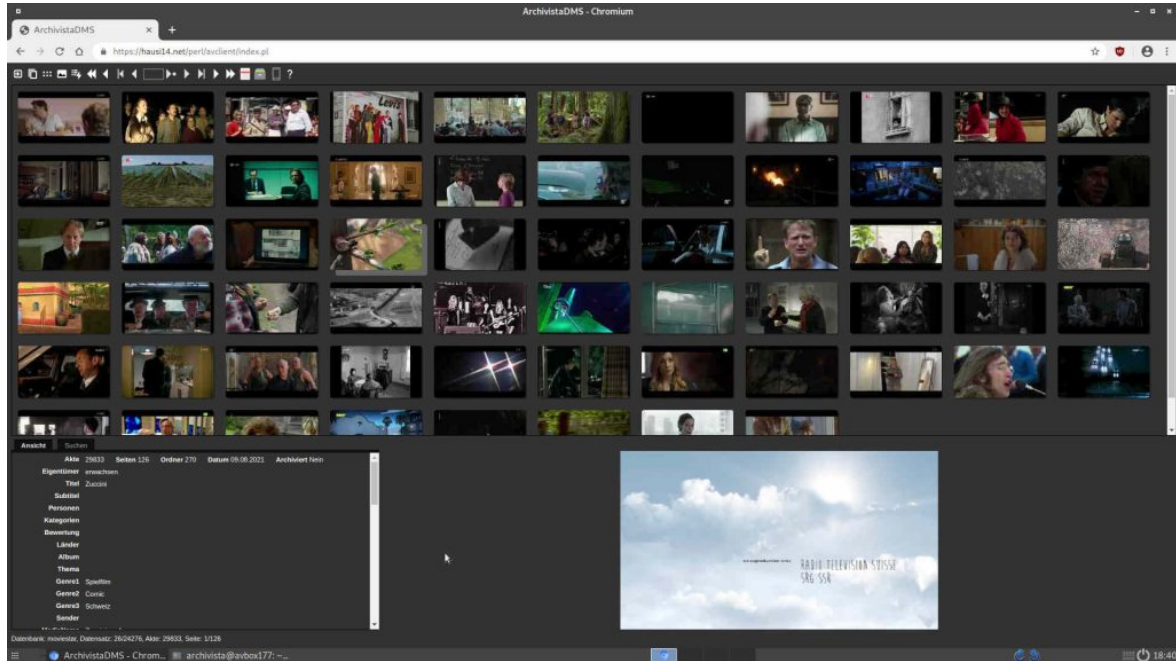 ArchivistaDMS - Chromium
ArchivistaDMS
https://hausi14.net/perl/avclient/index.pl
Ansicht Suchen
Akte 29833 Seiten 126 Ordner 270 Datum 09.08.2021 Archiviert Nein
Eigentümer erwachsen
Titel Zuccini
Subtitel
Personen
Kategorien
Bewertung
Länder
Album
Thema
Genre1 Spielfilm
Genre2 Comic
Genre3 Schweiz
Sender
RADIO TELEVISION SUISSE
SRG SSR
Datenbank: moviestar, Datensatz: 26/24276, Akte: 29833, Seite: 1/126
ArchivistaDMS - Chrom... archivista@avbox177: ~...
18:40